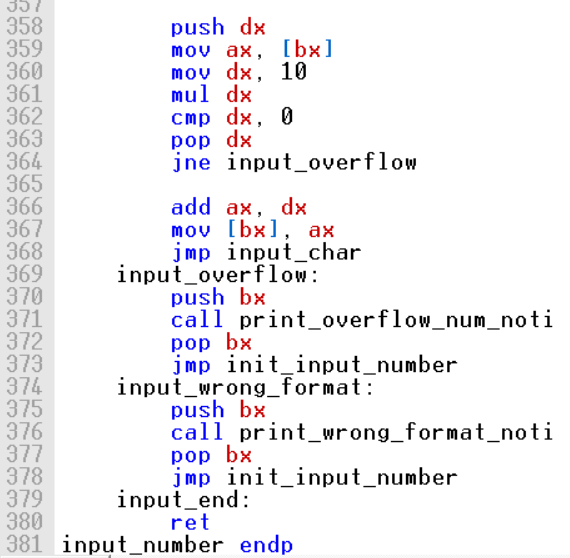 357
358 push dx
359 mov ax, [bx]
360 mov dx, 10
361 mul dx
362 cmp dx, 0
363 pop dx
364 jne input_overflow
365
366 add ax, dx
367 mov [bx], ax
368 jmp input_char
369 input_overflow:
370 push bx
371 call print_overflow_num_noti
372 pop bx
373 jmp init_input_number
374 input_wrong_format:
375 push bx
376 call print_wrong_format_noti
377 pop bx
378 jmp init_input_number
379 input_end:
380 ret
381 input_number endp